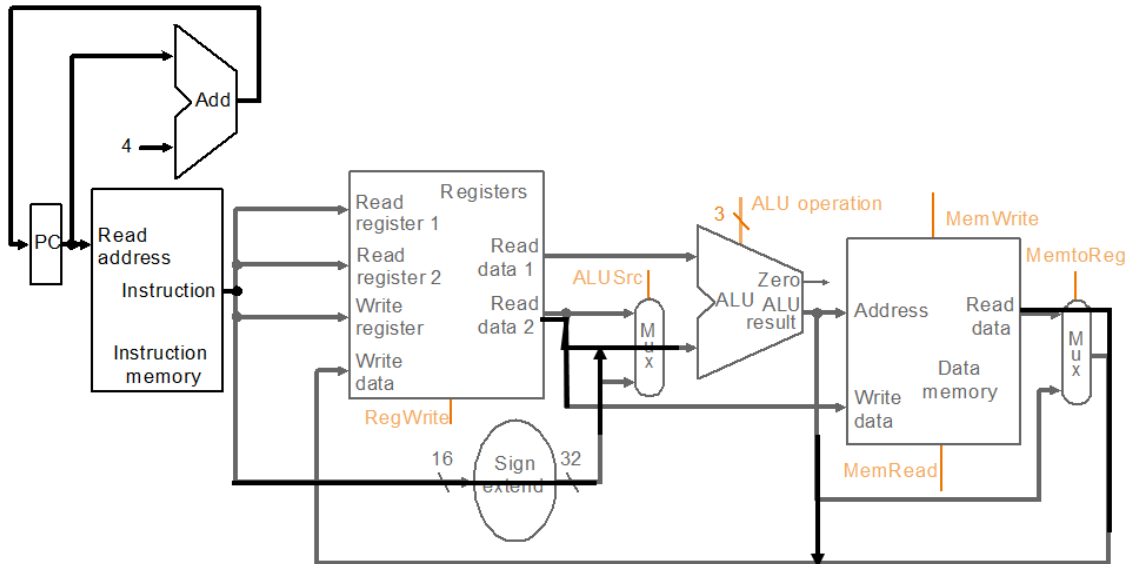 Add
4
PC
Read
address
Instruction
Instruction
memory
Registers
Read
register 1
Read
register 2
Write
register
Write
data
Read
data 1
Read
data 2
RegWrite
16
Sign
extend
32
ALUSrc
M
u
x
3
ALU operation
Zero
ALU
ALU
result
MemWrite
Address
Read
data
Data
memory
Write
data
MemRead
MemtoReg
M
u
x